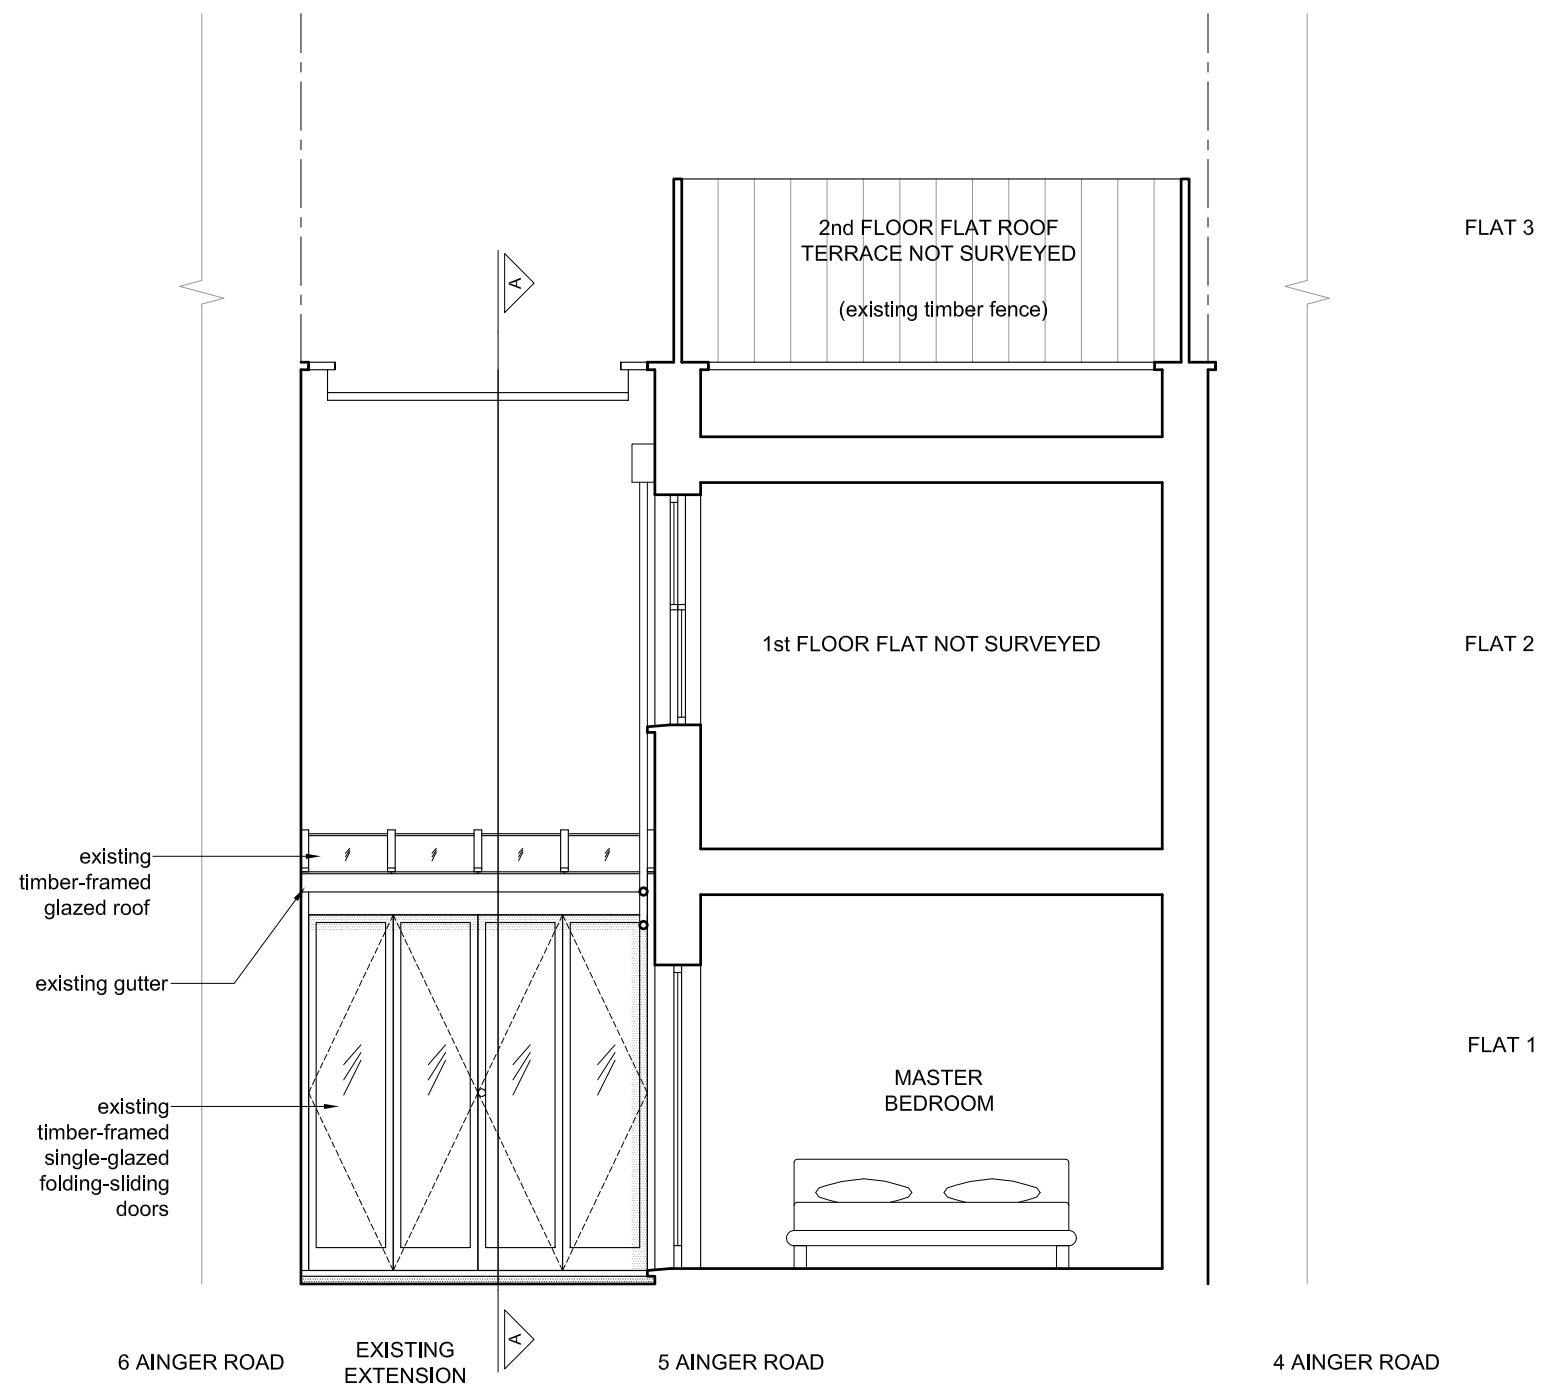 2nd FLOOR FLAT ROOF
TERRACE NOT SURVEYED
(existing timber fence)
FLAT 3
A
1st FLOOR FLAT NOT SURVEYED
FLAT 2
existing
timber-framed
glazed roof
existing gutter
FLAT 1
MASTER
BEDROOM
existing
timber-framed
single-glazed
folding-sliding
doors
A
6 AINGER ROAD
EXISTING
EXTENSION
5 AINGER ROAD
4 AINGER ROAD